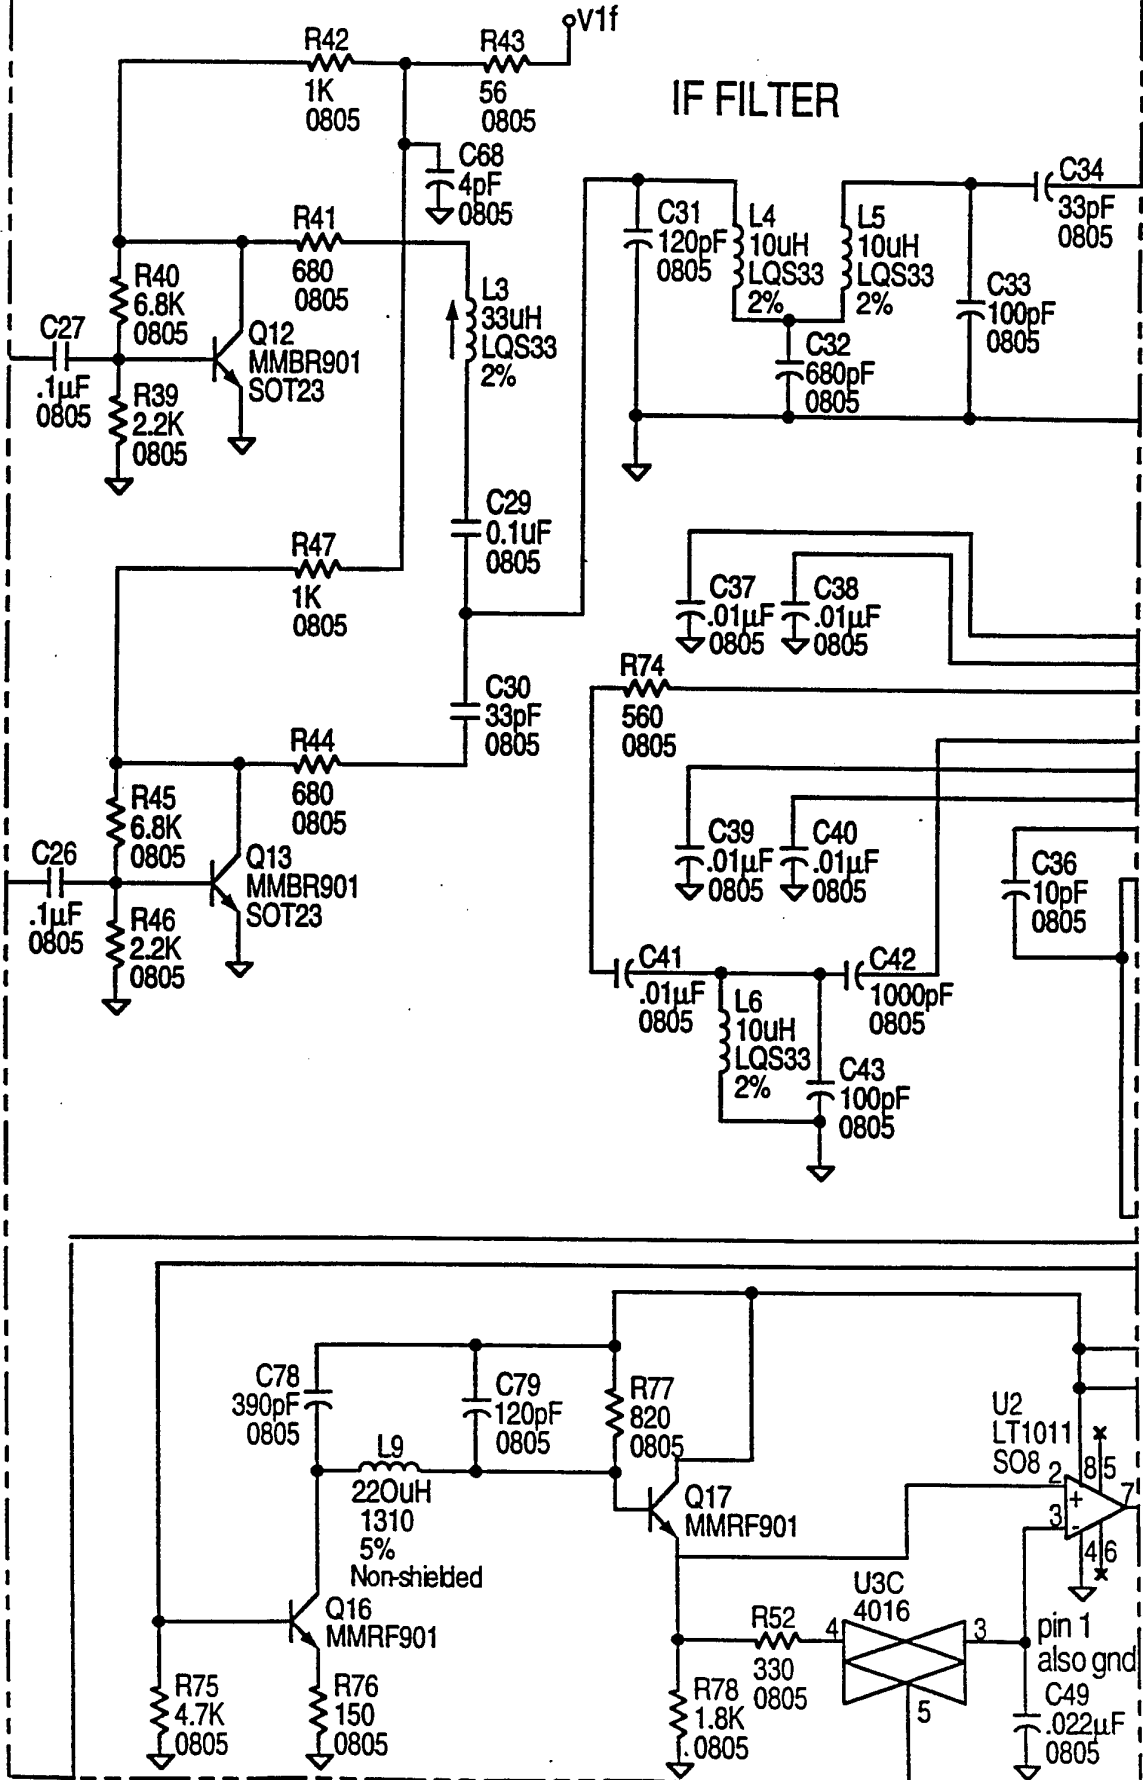 V1f
R42
1K
0805
R43
56
0805
IF FILTER
C68
4pF
0805
C34
33pF
0805
R41
680
0805
C31
120pF
0805
L4
10uH
LQS33
2%
L5
10uH
LQS33
2%
C33
100pF
0805
R40
6.8K
0805
L3
33uH
LQS33
2%
C27
.1µF
0805
Q12
MMBR901
SOT23
C32
680pF
0805
R39
2.2K
0805
C29
0.1uF
0805
R47
1K
0805
C37
.01µF
0805
C38
.01µF
0805
R74
560
0805
C30
33pF
0805
R44
680
0805
R45
6.8K
0805
C39
.01µF
0805
C40
.01µF
0805
C26
.1µF
0805
Q13
MMBR901
SOT23
C36
10pF
0805
R46
2.2K
0805
C41
.01µF
0805
C42
1000pF
0805
L6
10uH
LQS33
2%
C43
100pF
0805
C78
390pF
0805
C79
120pF
0805
R77
820
0805
U2
LT1011
SO8
L9
220uH
1310
5%
Non-shielded
2
8
5
+
7
3
-
4
6
Q17
MMRF901
Q16
MMRF901
U3C
4016
R52
330
0805
4
3
5
pin 1
also gnd
R75
4.7K
0805
R76
150
0805
R78
1.8K
0805
C49
.022µF
0805